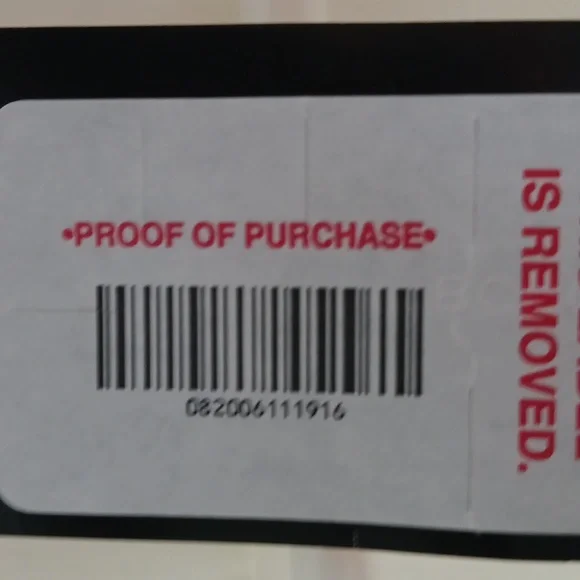 •PROOF OF PURCHASE•
082006111916
IS REMOVED.